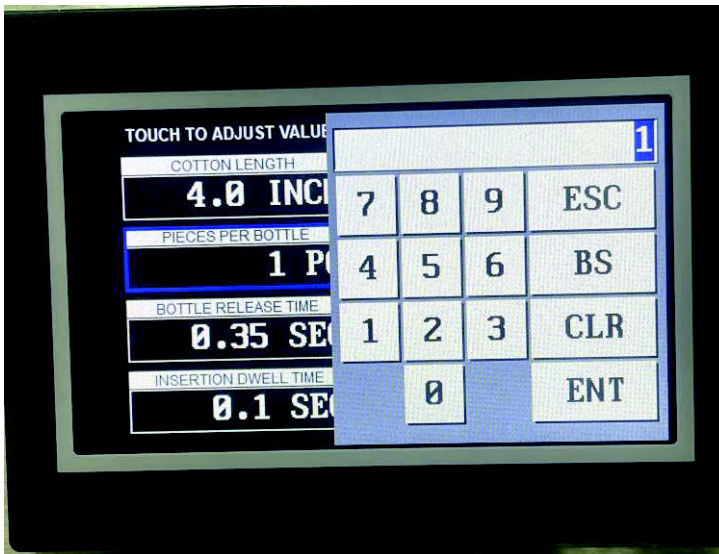 TOUCH TO ADJUST VALUE
COTTON LENGTH
4.0 INC
PIECES PER BOTTLE
1 P
BOTTLE RELEASE TIME
0.35 SE
INSERTION DWELL TIME
0.1 SE
1
7 8 9 ESC
4 5 6 BS
1 2 3 CLR
0 ENT